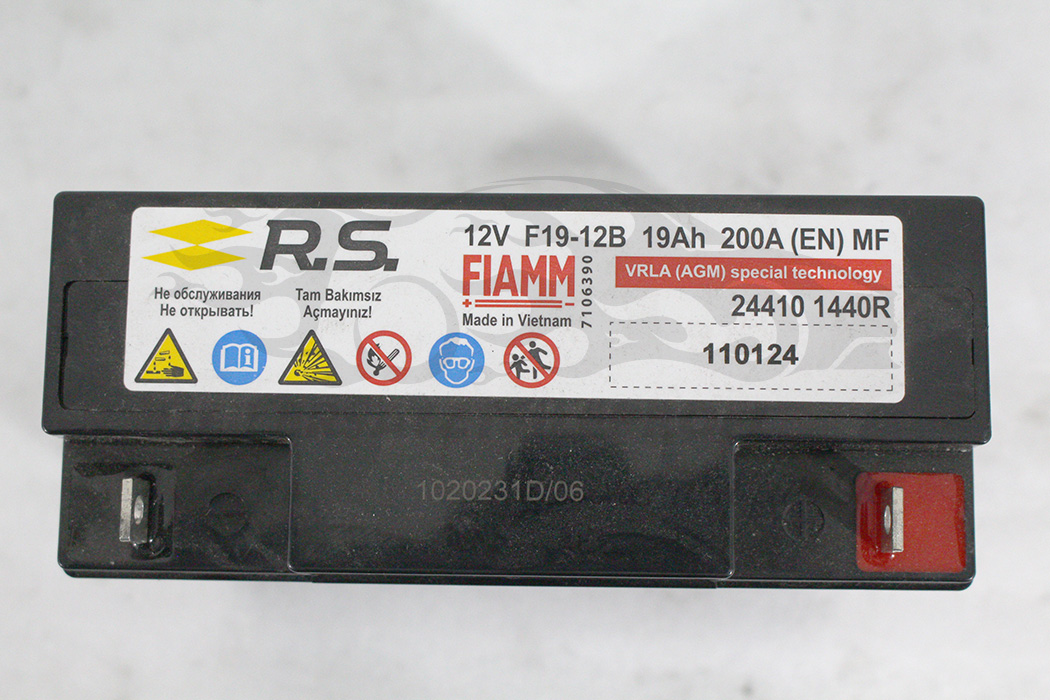 R.S.
12V F19-12B 19Ah 200A (EN) MF
FIAMM
+ −
Made in Vietnam
7106390
VRLA (AGM) special technology
24410 1440R
110124
Не обслуживания
Не открывать!
Tam Bakımsız
Açmayınız!
1020231D/06